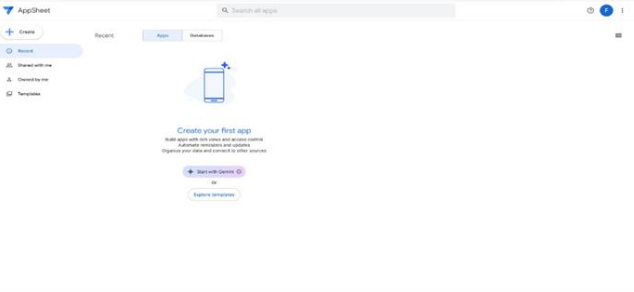 AppSheet
Search all apps
F
Create
Recent
Shared with me
Owned by me
Templates
Recent
Apps
Databases
Create your first app
Build apps with rich views and access control
Automate reminders and updates
Organize your data and connect to other sources
Start with Gemini
or
Explore templates